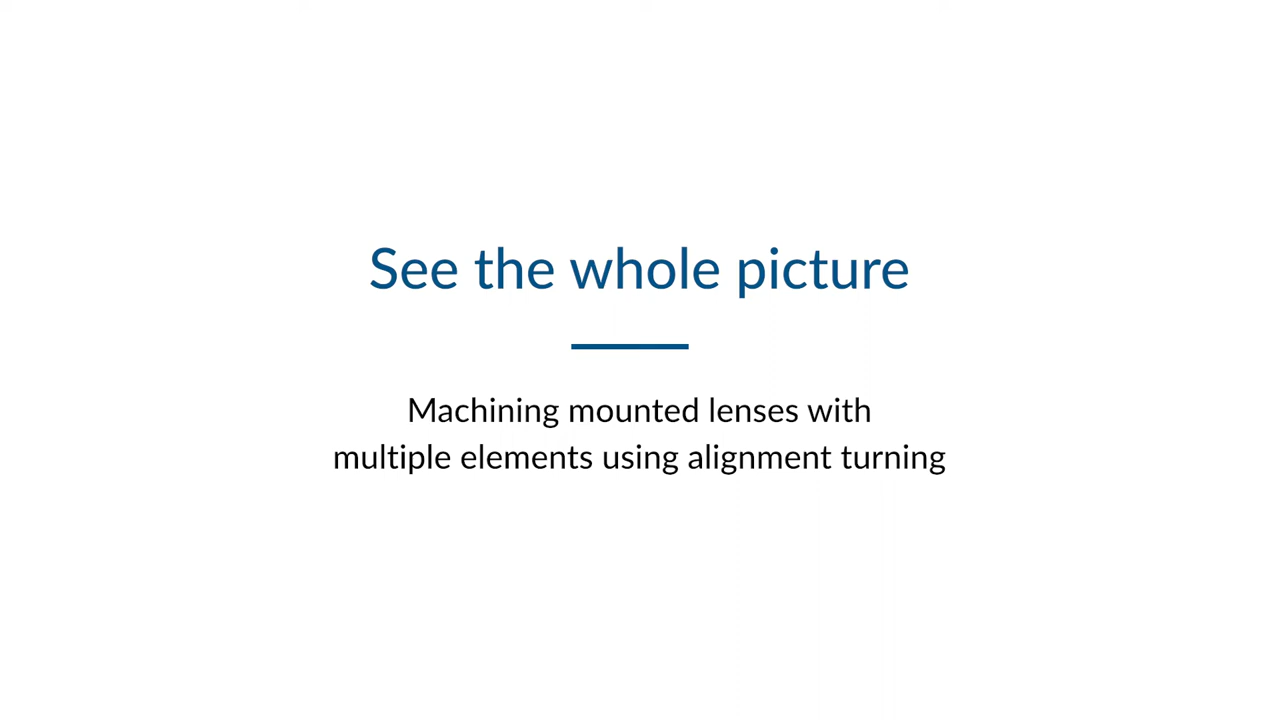 See the whole picture
Machining mounted lenses with
multiple elements using alignment turning